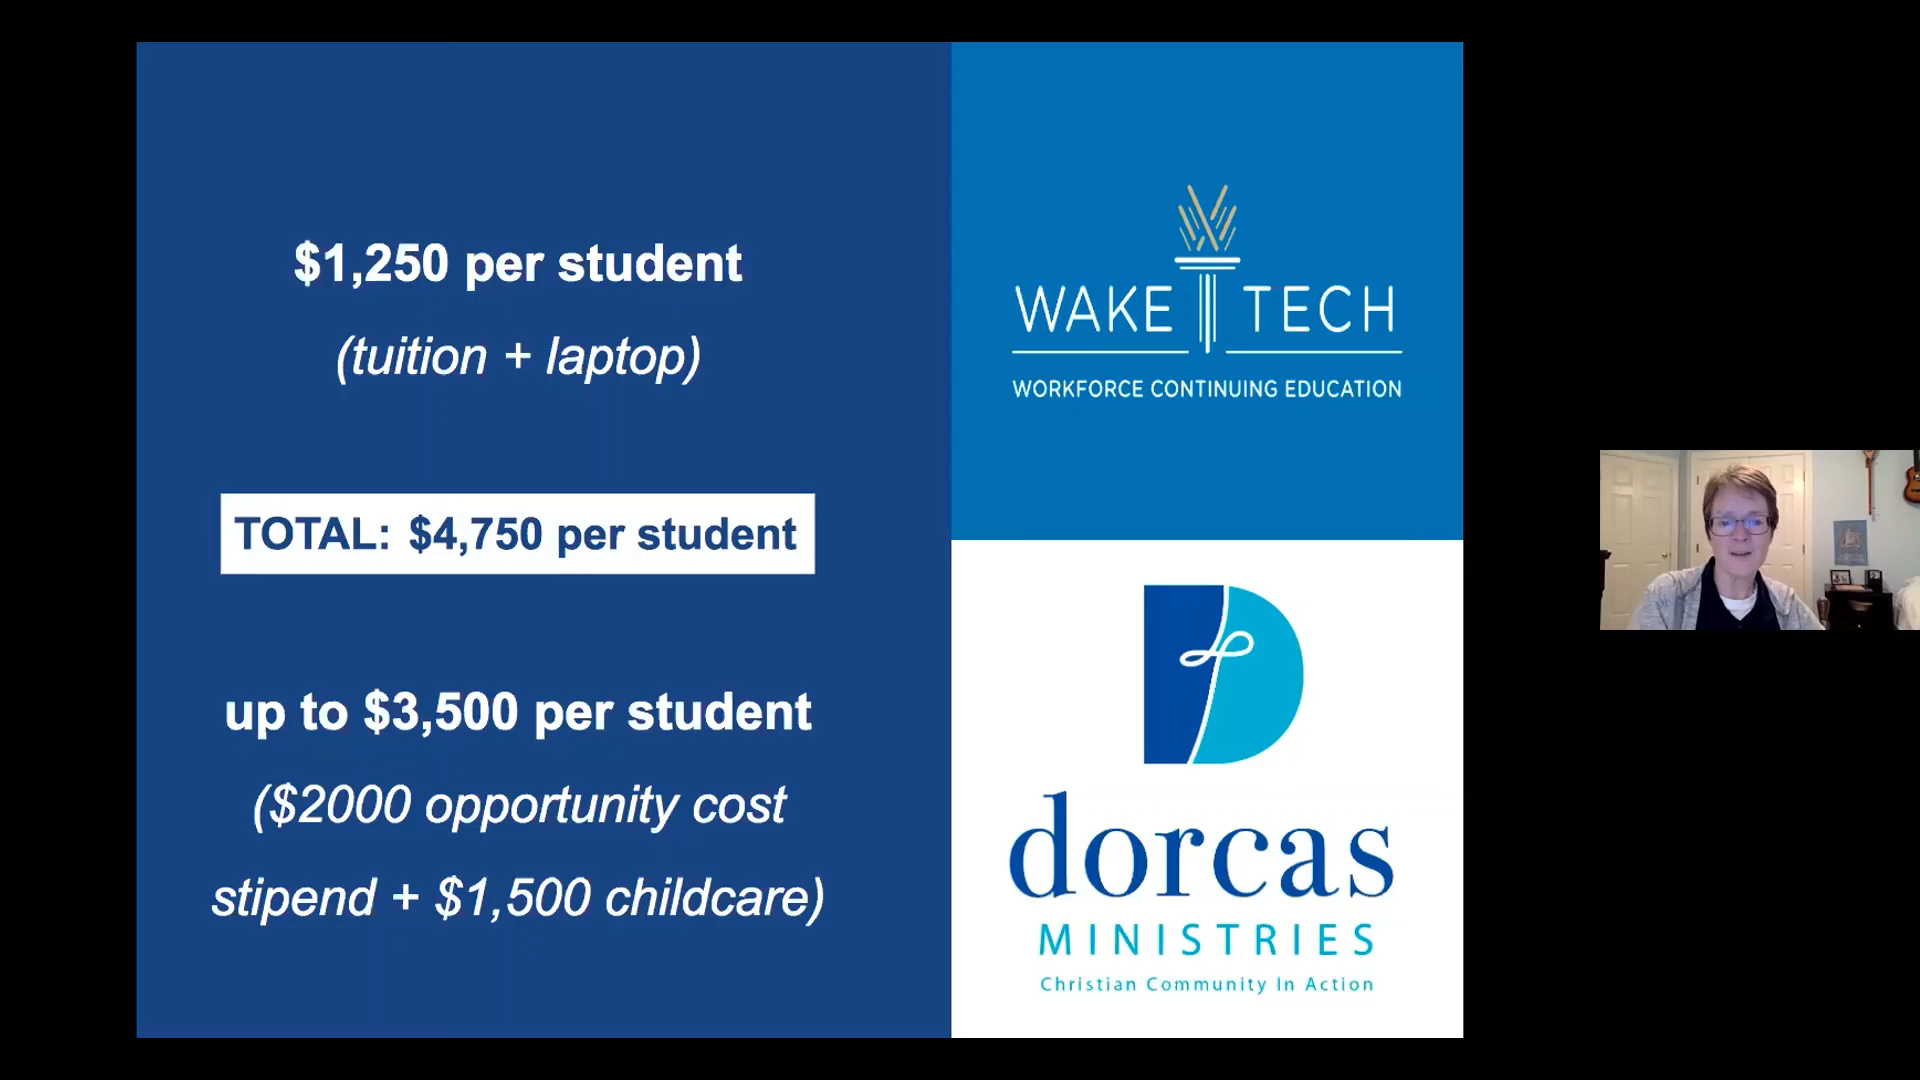 $1,250 per student
(tuition + laptop)
TOTAL: $4,750 per student
up to $3,500 per student
($2000 opportunity cost
stipend + $1,500 childcare)
WAKE TECH
WORKFORCE CONTINUING EDUCATION
dorcas
MINISTRIES
Christian Community In Action